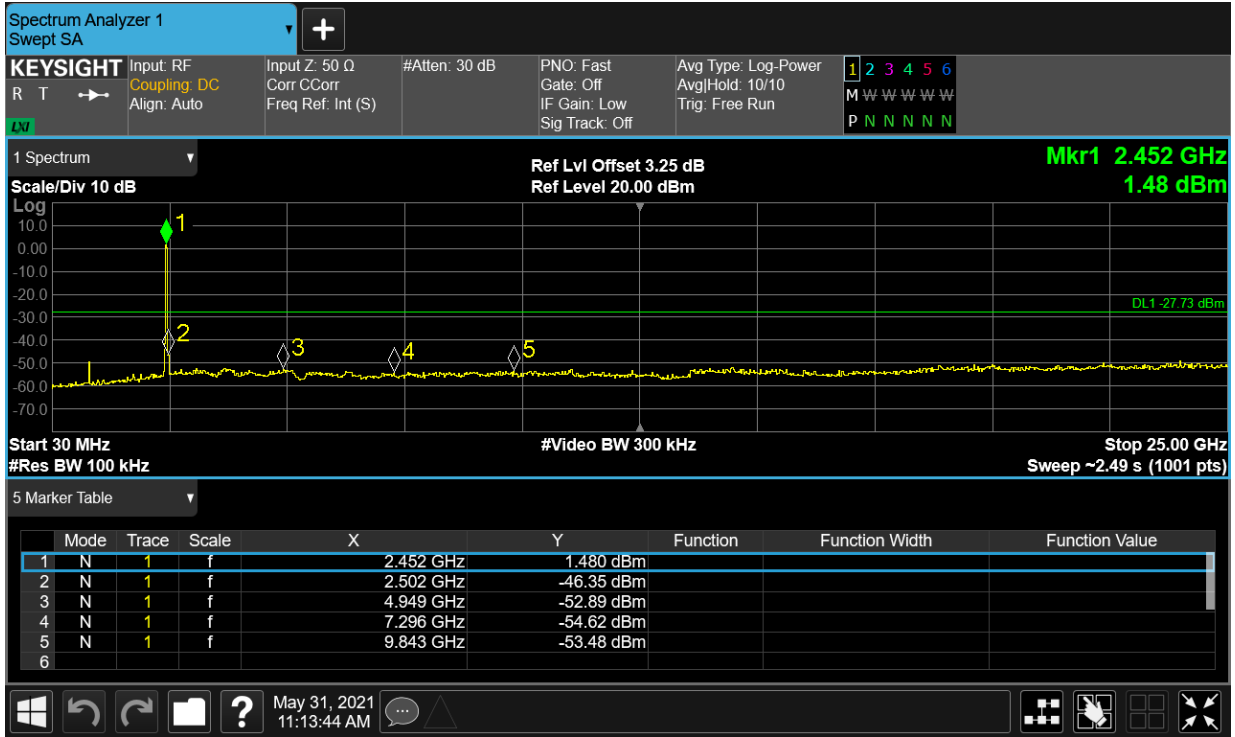 Spectrum Analyzer 1
Swept SA
KEYSIGHT
R T
LXI
Input: RF
Coupling: DC
Align: Auto
Input Z: 50 Ω
Corr CCorr
Freq Ref: Int (S)
#Atten: 30 dB
PNO: Fast
Gate: Off
IF Gain: Low
Sig Track: Off
Avg Type: Log-Power
Avg|Hold: 10/10
Trig: Free Run
1 2 3 4 5 6
M W W W W W
P N N N N N
1 Spectrum
Scale/Div 10 dB
Ref Lvl Offset 3.25 dB
Ref Level 20.00 dBm
Mkr1 2.452 GHz
1.48 dBm
Log
10.0
0.00
-10.0
-20.0
-30.0
-40.0
-50.0
-60.0
-70.0
1
2
3
4
5
DL1 -27.73 dBm
Start 30 MHz
#Video BW 300 kHz
Stop 25.00 GHz
#Res BW 100 kHz
Sweep ~2.49 s (1001 pts)
5 Marker Table
Mode Trace Scale X Y Function Function Width Function Value
1 N 1 f 2.452 GHz 1.480 dBm
2 N 1 f 2.502 GHz -46.35 dBm
3 N 1 f 4.949 GHz -52.89 dBm
4 N 1 f 7.296 GHz -54.62 dBm
5 N 1 f 9.843 GHz -53.48 dBm
6
?
May 31, 2021
11:13:44 AM